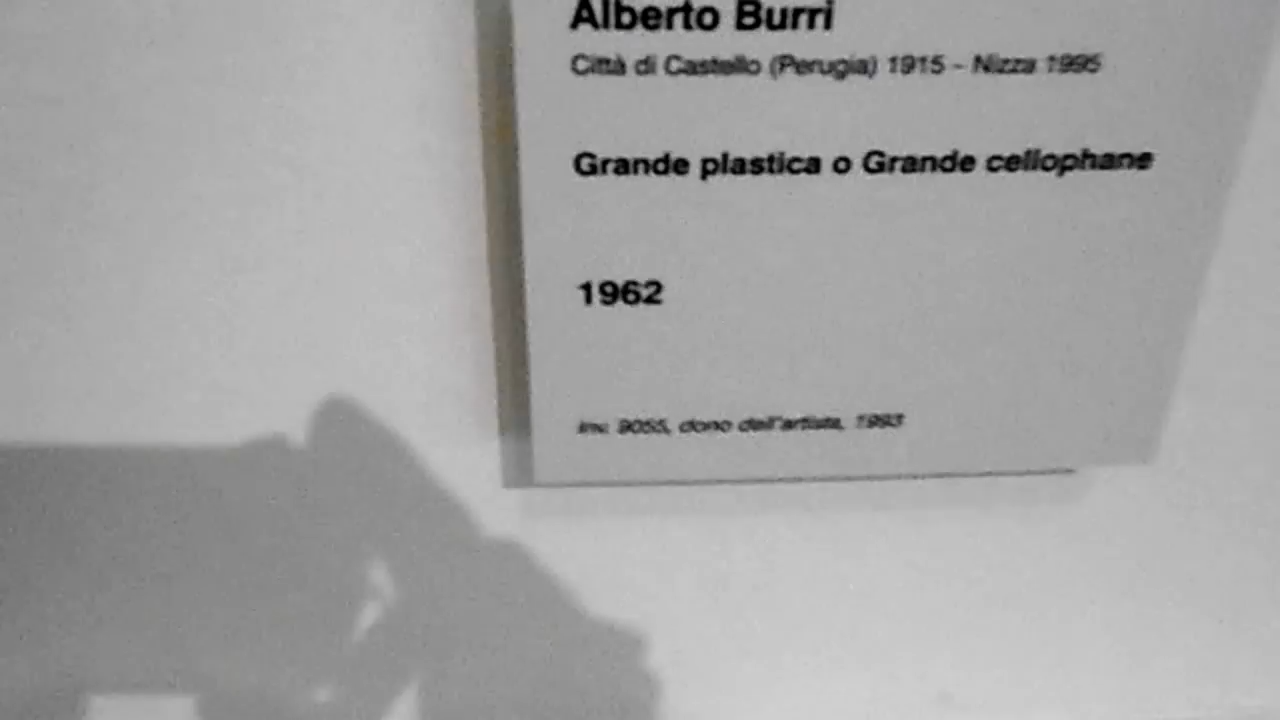 Alberto Burri
Città di Castello (Perugia) 1915 - Nizza 1995
Grande plastica o Grande cellophane
1962
Inv. 9055, dono dell'artista, 1993